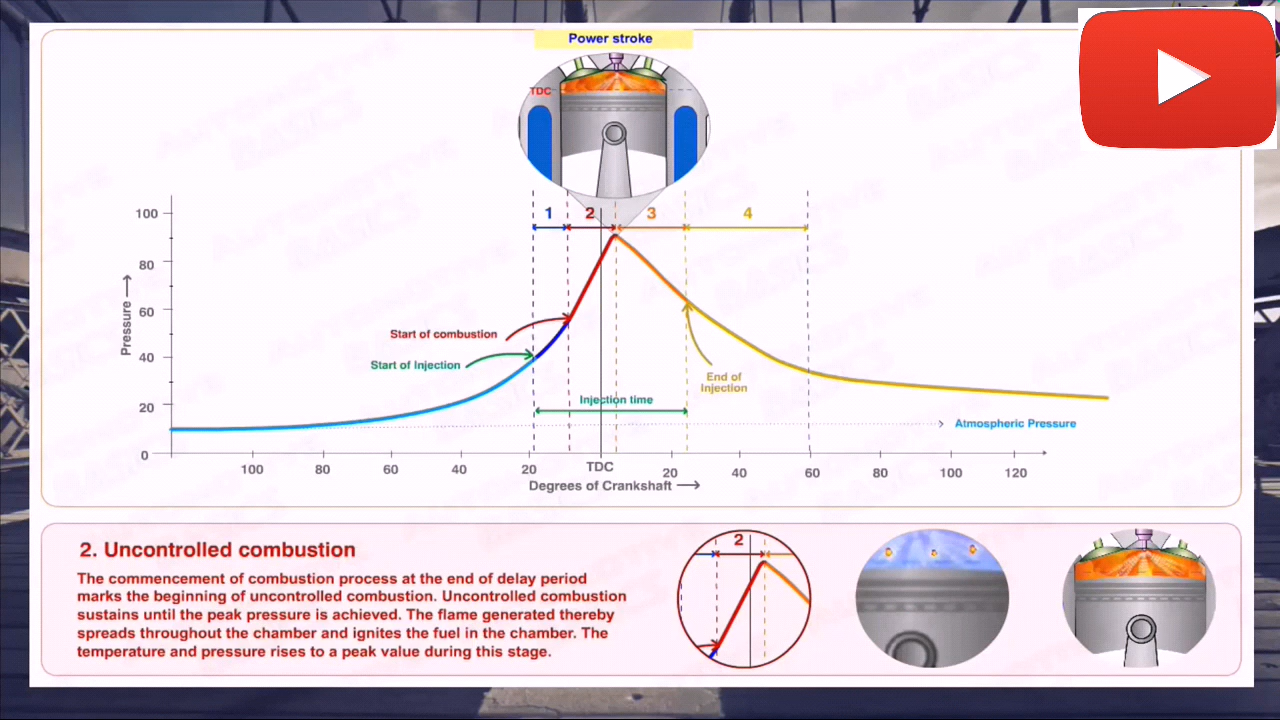 Power stroke
TDC
1 2 3 4
100
80
60
40
20
0
Pressure
Start of combustion
Start of Injection
End of
Injection
Injection time
Atmospheric Pressure
100 80 60 40 20 TDC 20 40 60 80 100 120
Degrees of Crankshaft
2. Uncontrolled combustion
The commencement of combustion process at the end of delay period
marks the beginning of uncontrolled combustion. Uncontrolled combustion
sustains until the peak pressure is achieved. The flame generated thereby
spreads throughout the chamber and ignites the fuel in the chamber. The
temperature and pressure rises to a peak value during this stage.
2
AUTOMOTIVE
BASICS